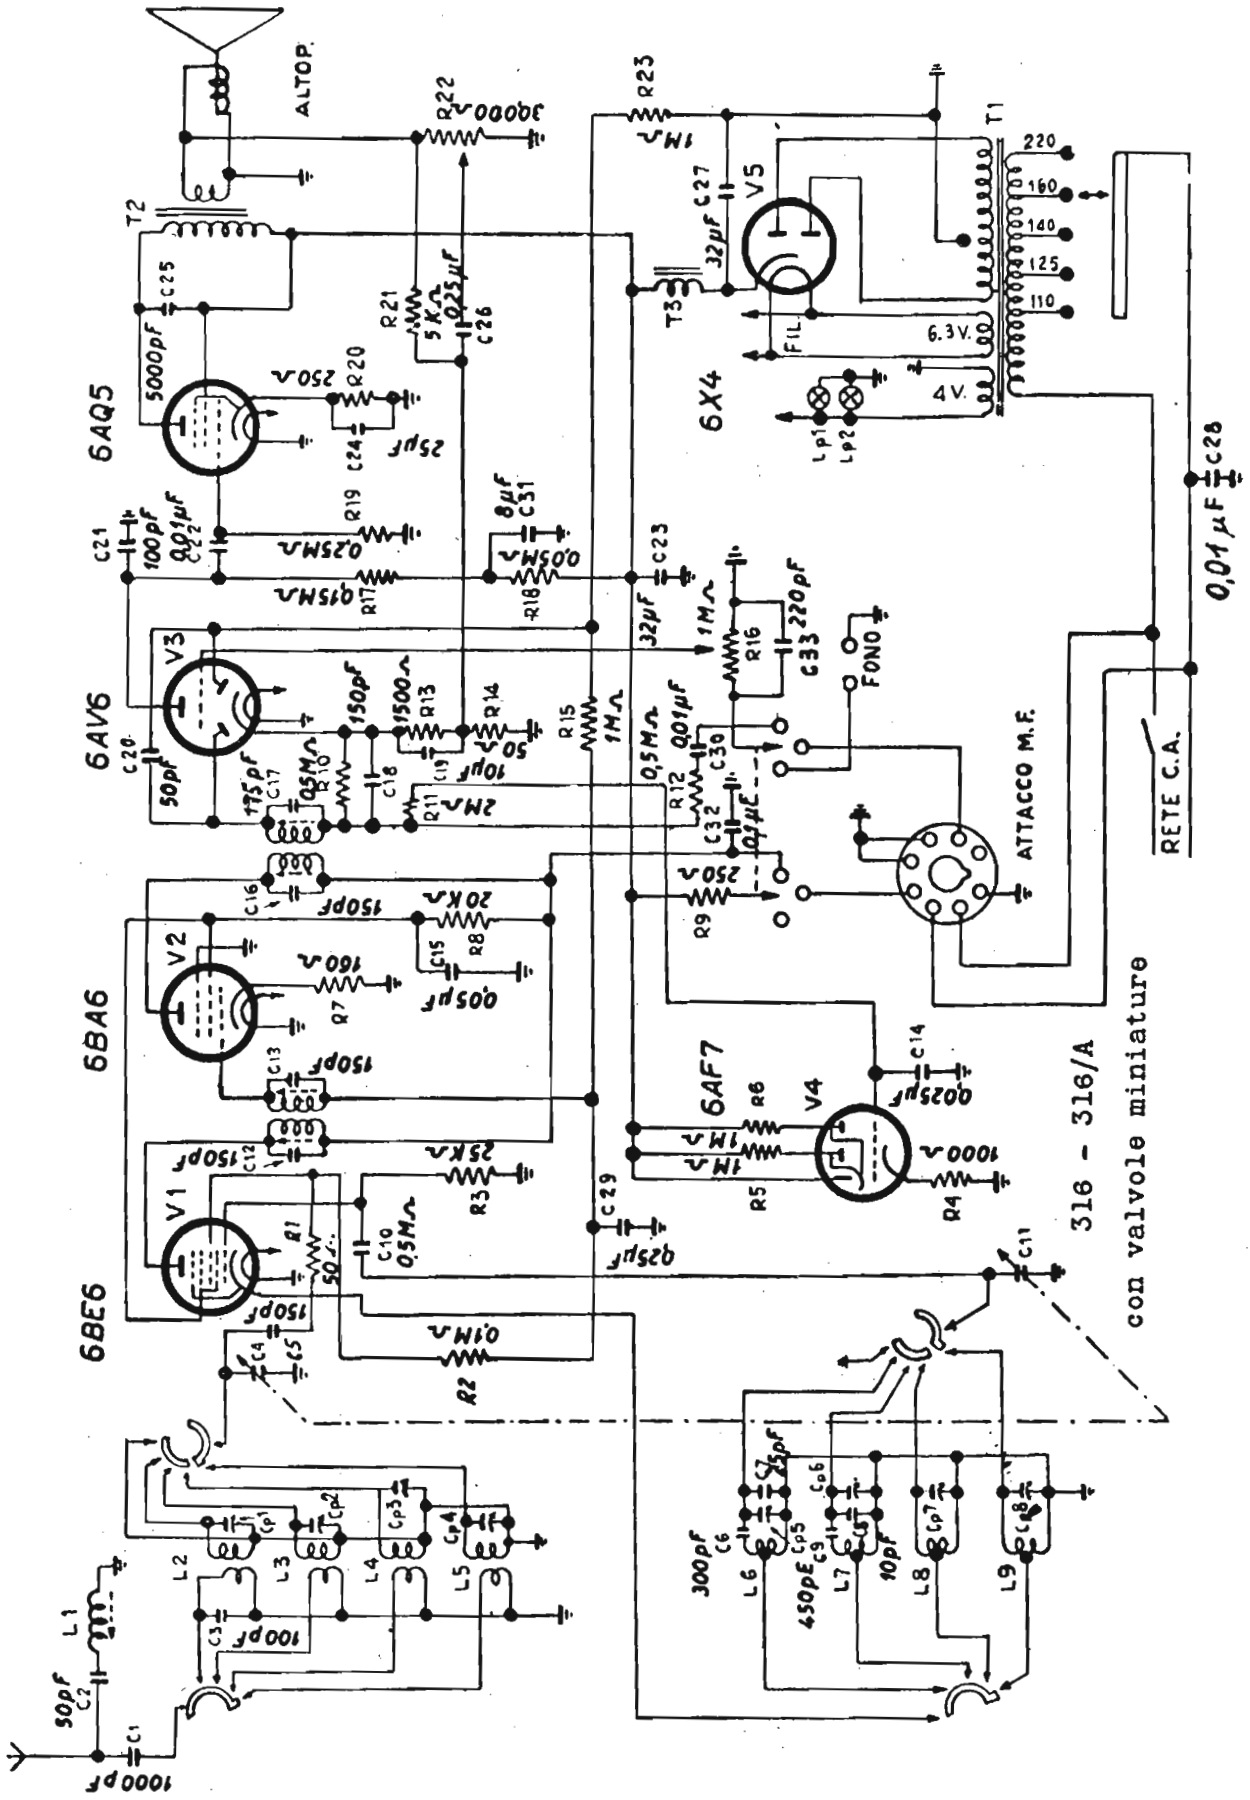 6BE6
6BA6
6AV6
6AQ5
V1
V2
V3
T2
ALTOP.
1000pF
C1
50pF
C2
L1
L2
L3
L4
L5
C3
100pF
Cp1
Cp2
Cp3
Cp4
C4
C5
150pF
R1
R2
0,1MΩ
C10
0,5MΩ
R3
25KΩ
C12
150pF
C13
150pF
R7
160Ω
C15
0,05µF
R8
20KΩ
C16
150pF
C17
175pF
C20
50pF
R10
0,5MΩ
C18
150pF
R11
2MΩ
C19
10µF
R13
1500Ω
R14
50Ω
R15
1MΩ
C21
100pF
C22
0,01µF
R17
0,15MΩ
R18
0,05MΩ
C31
8µF
R19
0,25MΩ
C24
25µF
R20
250Ω
C25
5000pF
R21
5KΩ
C26
0,25µF
R22
30,000Ω
R23
1MΩ
C29
0,25µF
C23
32µF
C27
32µF
T3
V5
6X4
FIL.
6.3V.
4V.
Lp1
Lp2
T1
220
160
140
125
110
C28
0,01µF
RETE C.A.
ATTACCO M.F.
FONO
R16
1MΩ
C33
220pF
C30
0,01µF
R12
0,5MΩ
C32
0,1µF
R9
250Ω
6AF7
V4
R6
1MΩ
R5
1MΩ
R4
1000Ω
C14
0,025µF
C11
L6
L7
L8
L9
300pF
C6
C7
Cp5
450pF
C9
C8
Cp6
10pF
Cp7
Cp8
316 - 316/A
con valvole miniature